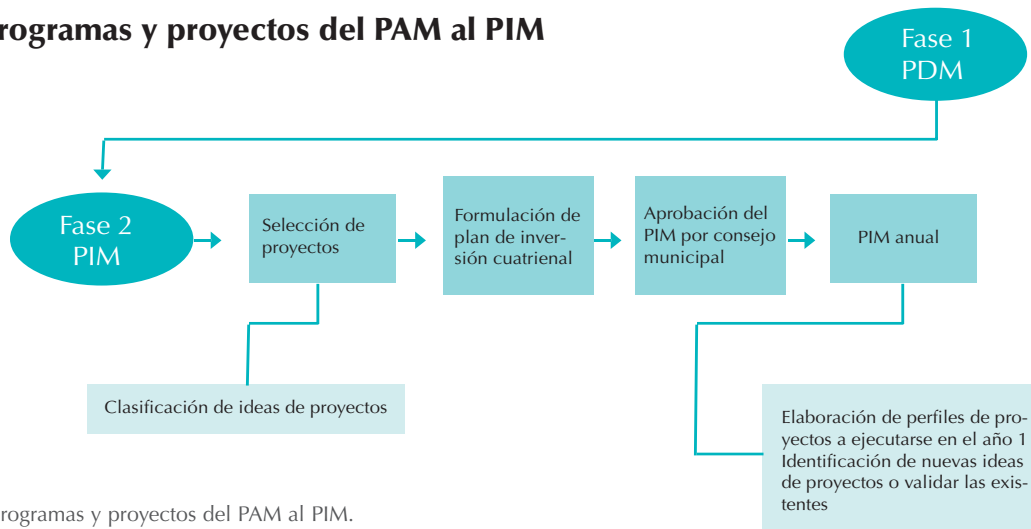 rogramas y proyectos del PAM al PIM
Fase 1
PDM
Fase 2
PIM
Selección de
proyectos
Formulación de
plan de inver-
sión cuatrienal
Aprobación del
PIM por consejo
municipal
PIM anual
Clasificación de ideas de proyectos
Elaboración de perfiles de pro-
yectos a ejecutarse en el año 1
Identificación de nuevas ideas
de proyectos o validar las exis-
tentes
rogramas y proyectos del PAM al PIM.